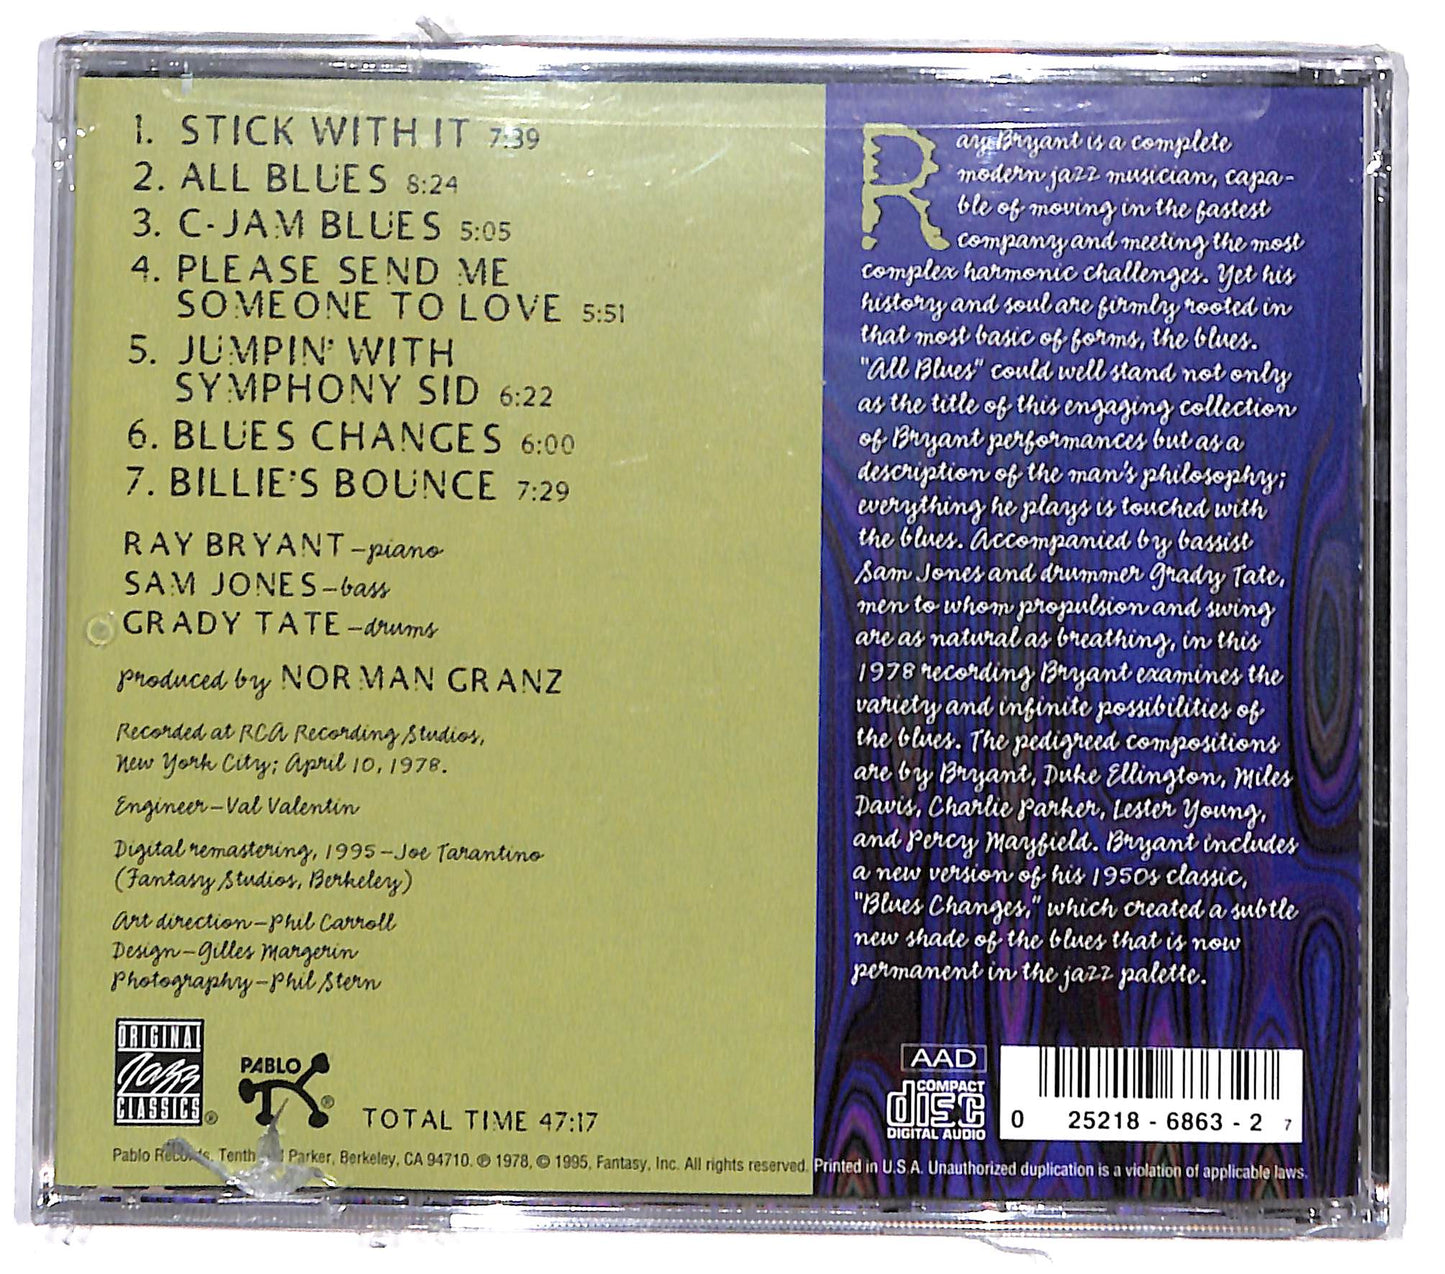 1. STICK WITH IT 7:39
2. ALL BLUES 8:24
3. C-JAM BLUES 5:05
4. PLEASE SEND ME
SOMEONE TO LOVE 5:51
5. JUMPIN' WITH
SYMPHONY SID 6:22
6. BLUES CHANGES 6:00
7. BILLIE'S BOUNCE 7:29
RAY BRYANT–piano
SAM JONES–bass
GRADY TATE–drums
Produced by NORMAN GRANZ
Recorded at RCA Recording Studios,
New York City; April 10, 1978.
Engineer–Val Valentin
Digital remastering, 1995–Joe Tarantino
(Fantasy Studios, Berkeley)
Art direction–Phil Carroll
Design–Gilles Margerin
Photography–Phil Stern
ORIGINAL
Jazz
CLASSICS ®
PABLO ®
TOTAL TIME 47:17
Ray Bryant is a complete
modern jazz musician, capa-
ble of moving in the fastest
company and meeting the most
complex harmonic challenges. Yet his
history and soul are firmly rooted in
that most basic of forms, the blues.
"All Blues" could well stand not only
as the title of this engaging collection
of Bryant performances but as a
description of the man's philosophy;
everything he plays is touched with
the blues. Accompanied by bassist
Sam Jones and drummer Grady Tate,
men to whom propulsion and swing
are as natural as breathing, in this
1978 recording Bryant examines the
variety and infinite possibilities of
the blues. The pedigreed compositions
are by Bryant, Duke Ellington, Miles
Davis, Charlie Parker, Lester Young,
and Percy Mayfield. Bryant includes
a new version of his 1950s classic,
"Blues Changes," which created a subtle
new shade of the blues that is now
permanent in the jazz palette.
AAD
COMPACT
disc
DIGITAL AUDIO
0 25218-6863-2 7
Pablo Records, Tenth and Parker, Berkeley, CA 94710. ℗ 1978, © 1995, Fantasy, Inc. All rights reserved. Printed in U.S.A. Unauthorized duplication is a violation of applicable laws.